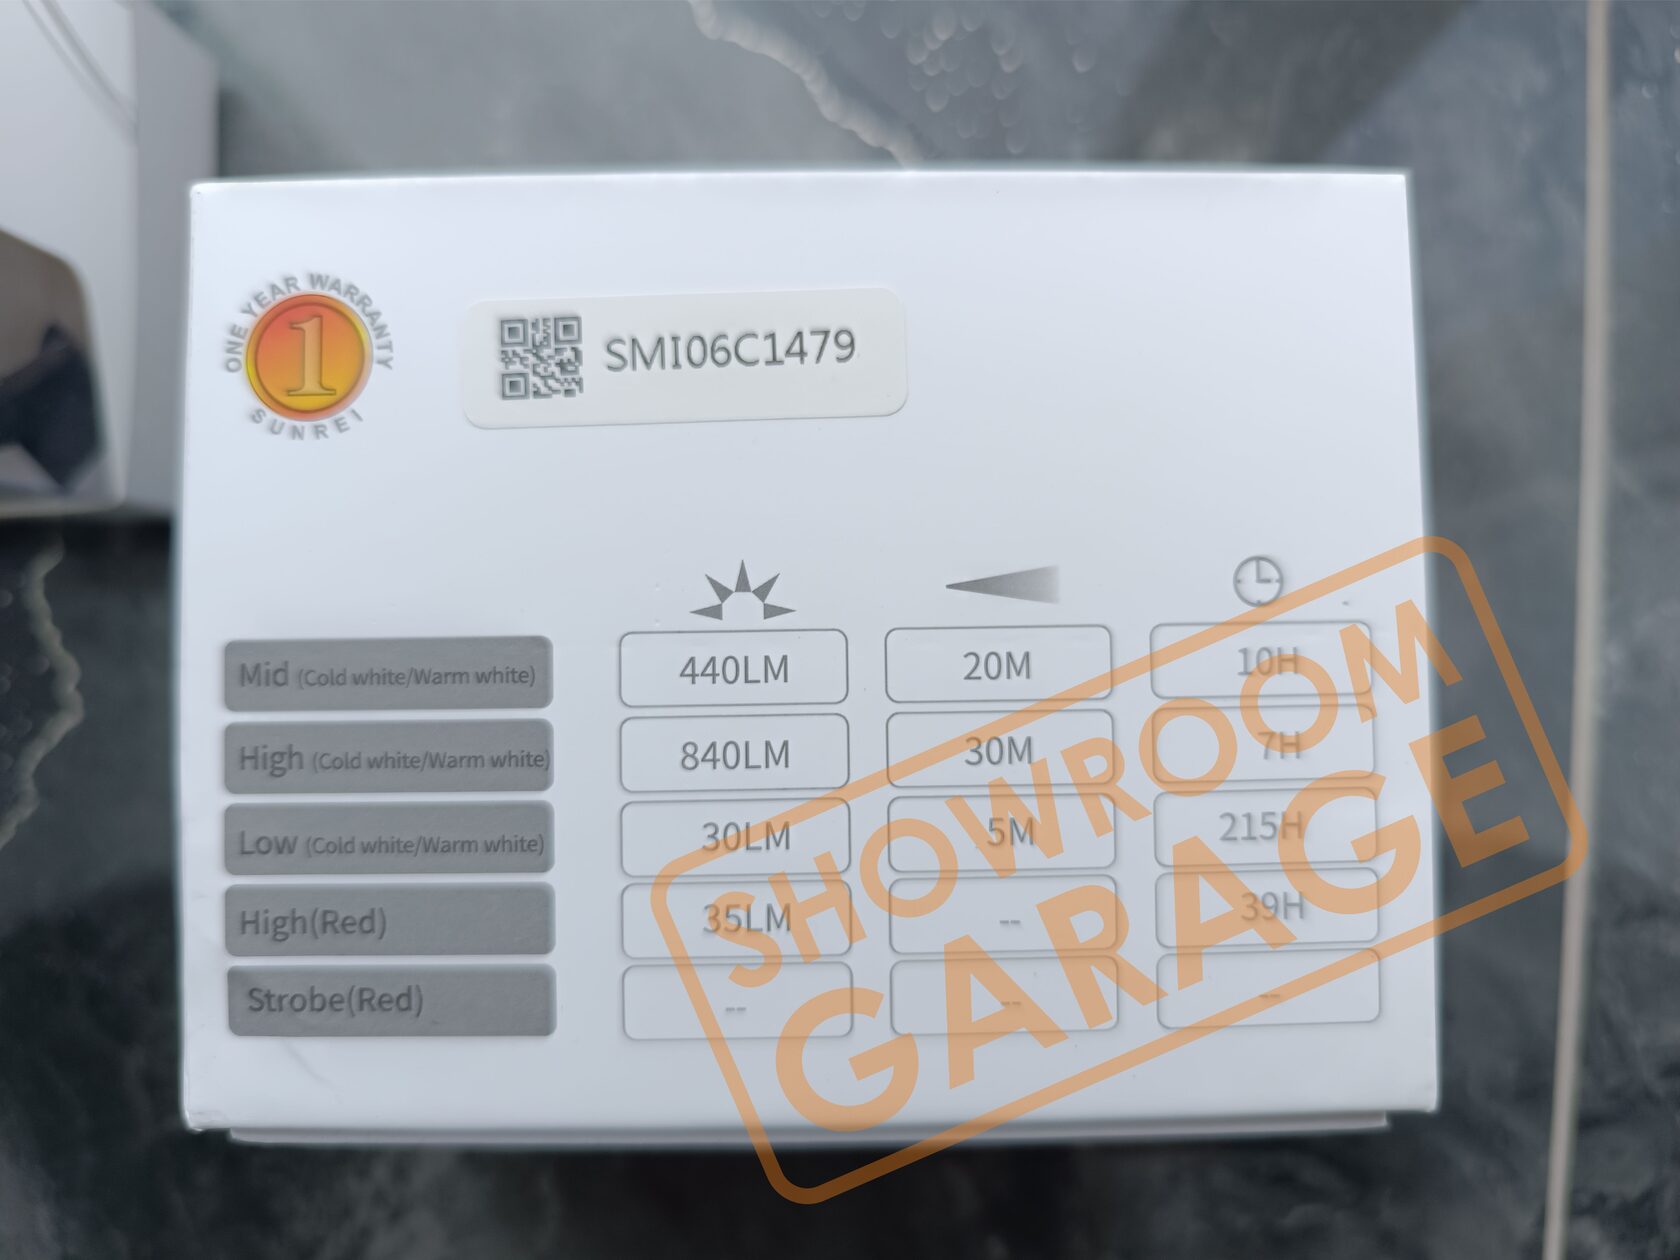 ONE YEAR WARRANTY
1
SUNREI
SMI06C1479
Mid (Cold white/Warm white) 440LM 20M 10H
High (Cold white/Warm white) 840LM 30M 7H
Low (Cold white/Warm white) 30LM 5M 215H
High(Red) 35LM -- 39H
Strobe(Red) -- -- --
SHOWROOM
GARAGE